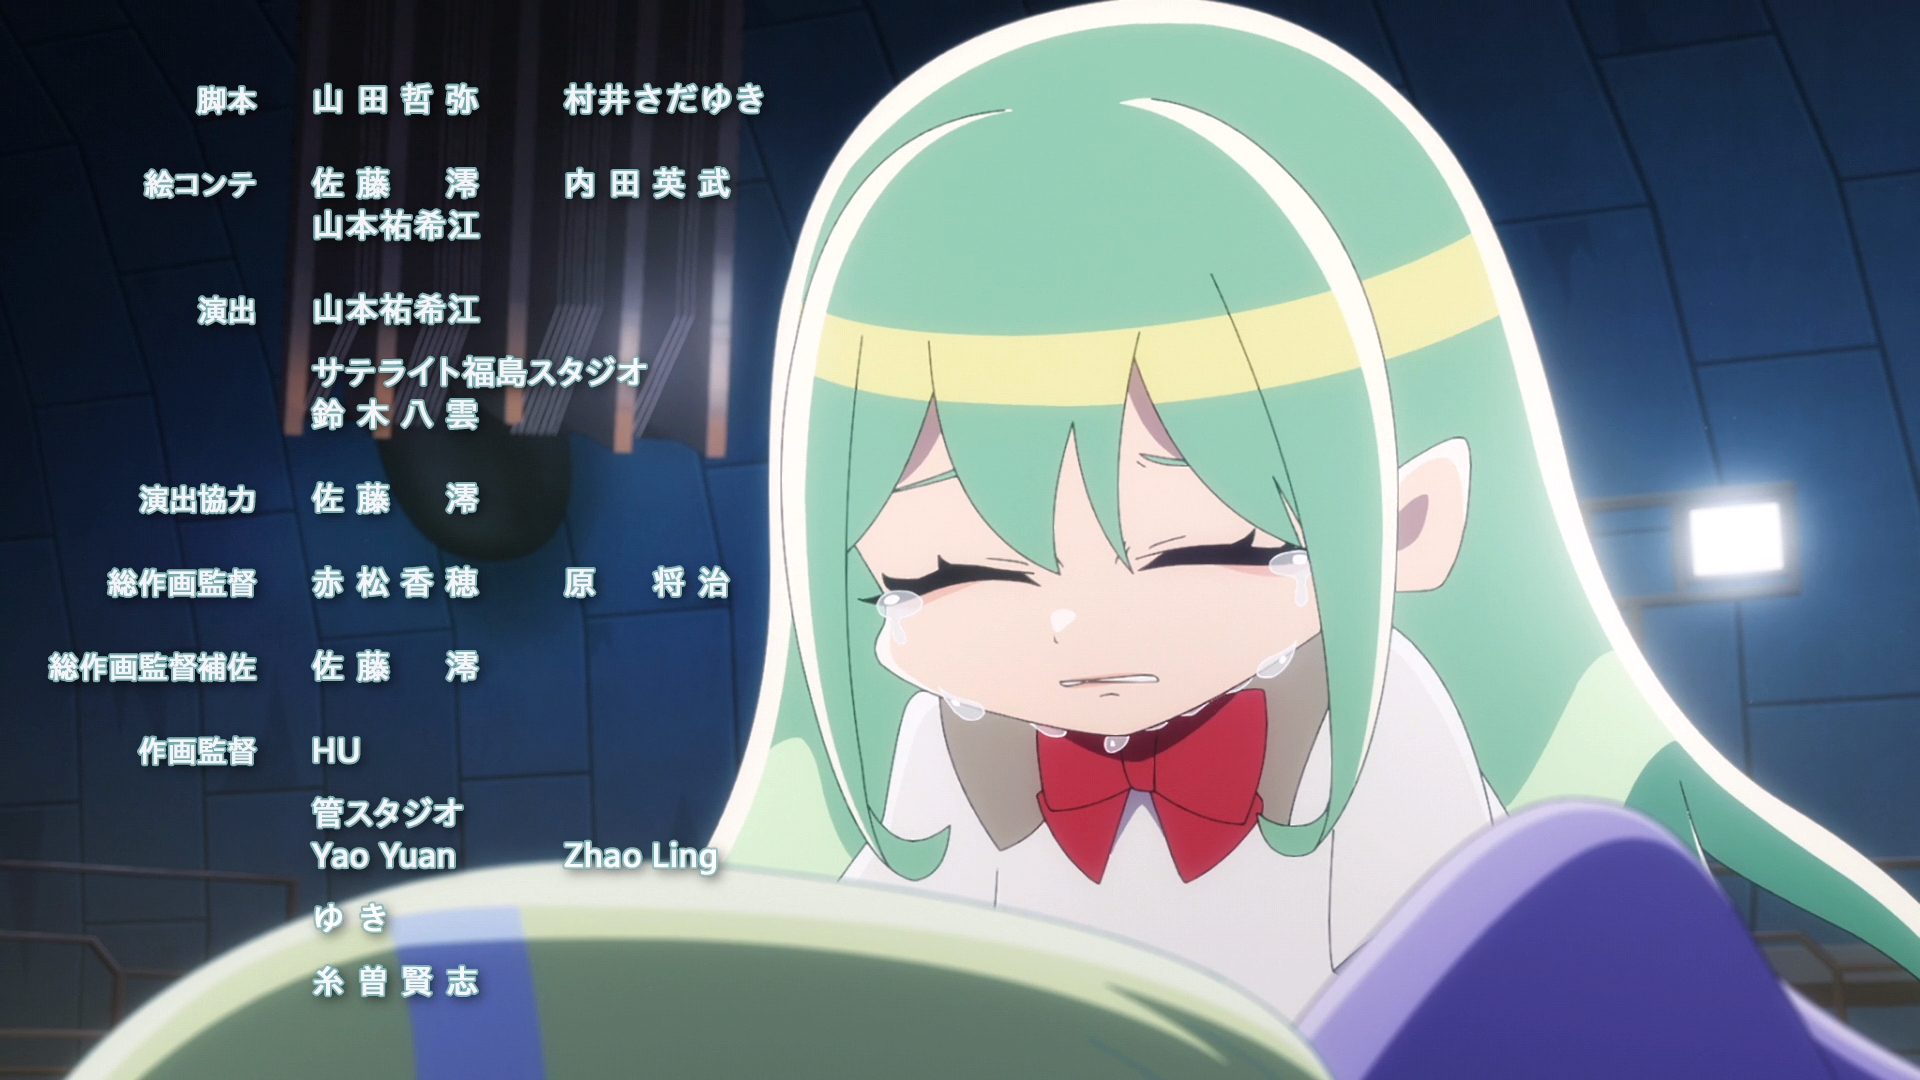 脚本 山田哲弥 村井さだゆき
絵コンテ 佐藤 澪 内田英武
山本祐希江
演出 山本祐希江
サテライト福島スタジオ
鈴木八雲
演出協力 佐藤 澪
総作画監督 赤松香穂 原 将治
総作画監督補佐 佐藤 澪
作画監督 HU
管スタジオ
Yao Yuan Zhao Ling
ゆき
糸曽賢志